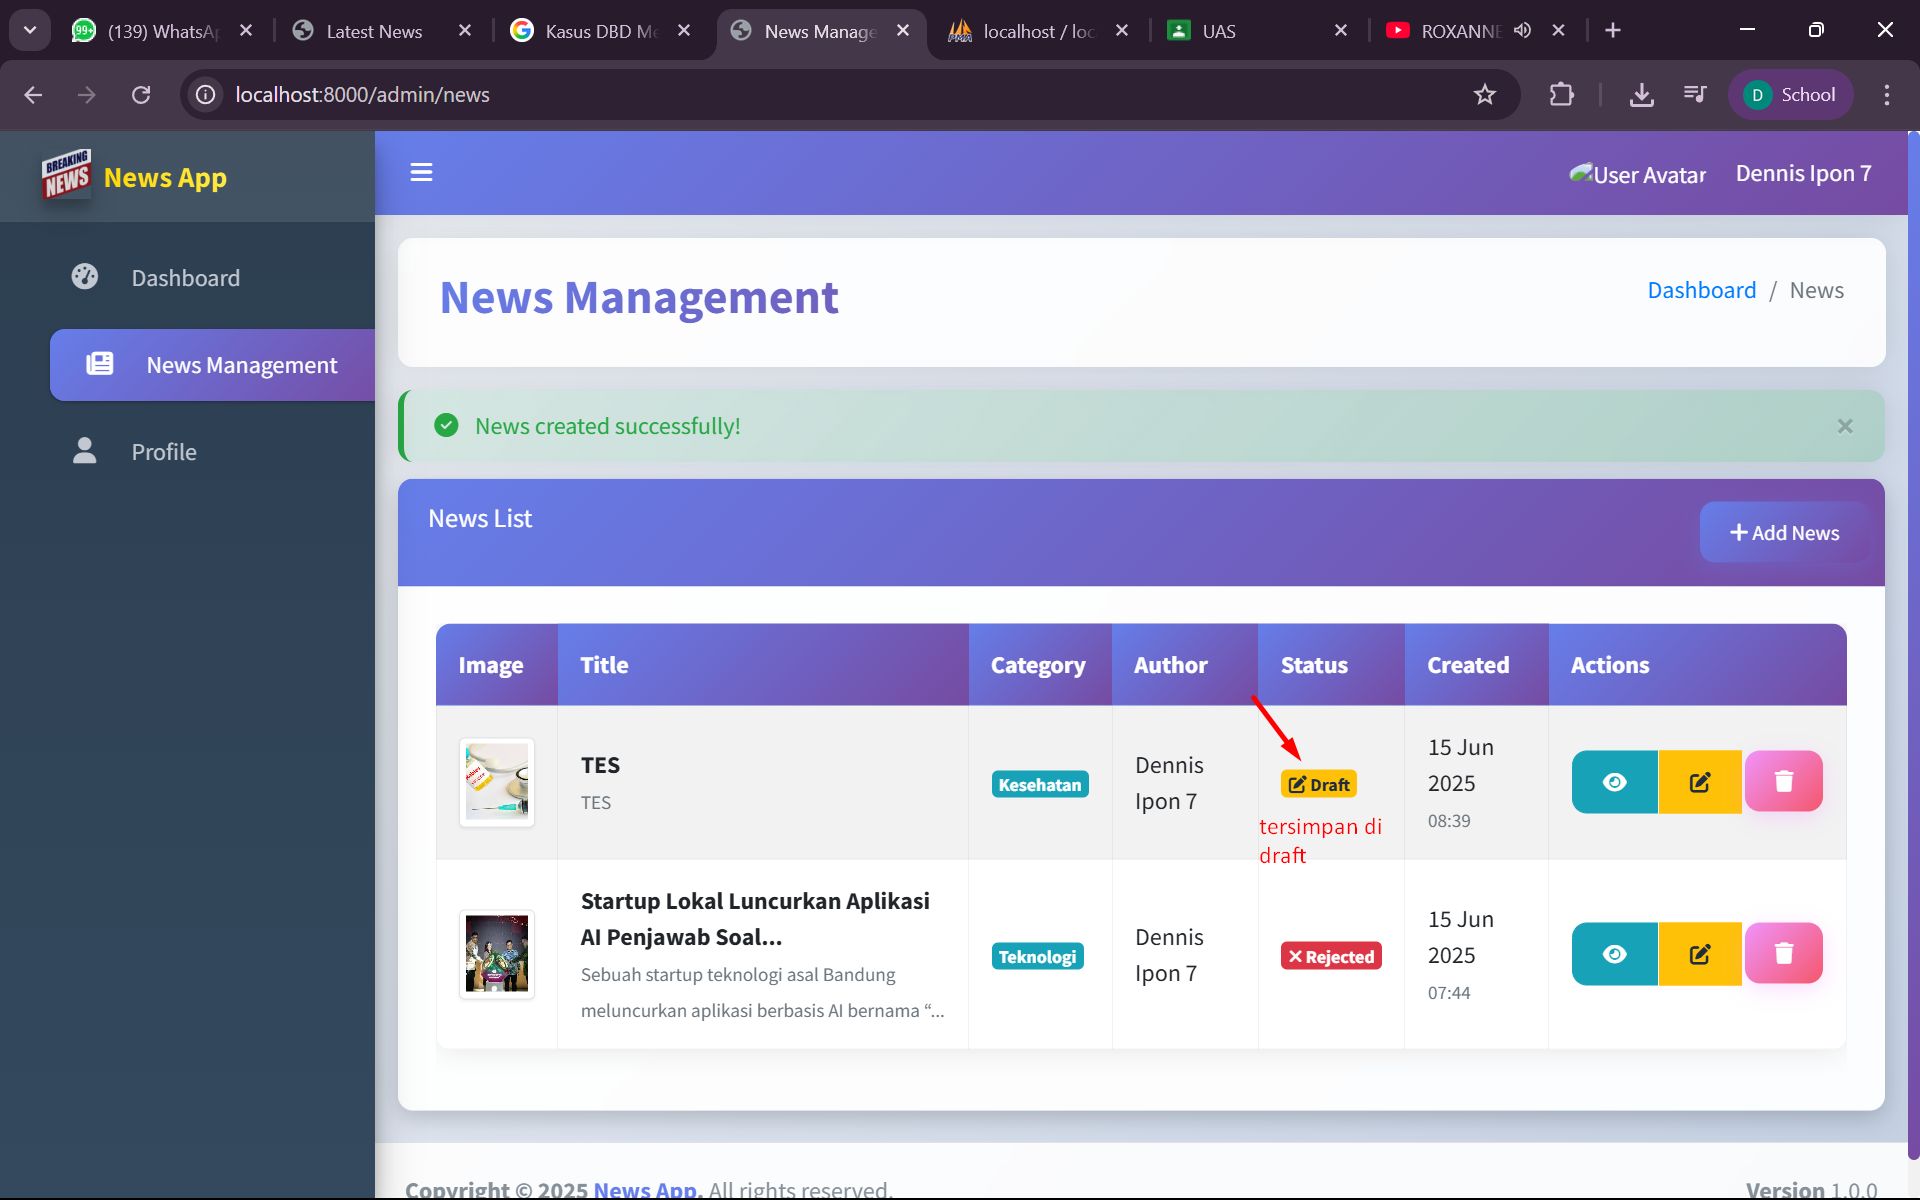 (139) WhatsAp
Latest News
Kasus DBD Me
News Manage
localhost / loc
UAS
ROXANNE
localhost:8000/admin/news
D School
BREAKING NEWS
News App
User Avatar
Dennis Ipon 7
Dashboard
News Management
Profile
News Management
Dashboard / News
News created successfully!
News List
Add News
Image Title Category Author Status Created Actions
TES
TES
Kesehatan
Dennis
Ipon 7
Draft
tersimpan di
draft
15 Jun
2025
08:39
Startup Lokal Luncurkan Aplikasi
AI Penjawab Soal...
Sebuah startup teknologi asal Bandung
meluncurkan aplikasi berbasis AI bernama “...
Teknologi
Dennis
Ipon 7
Rejected
15 Jun
2025
07:44
Copyright © 2025 News App. All rights reserved.
Version 1.0.0